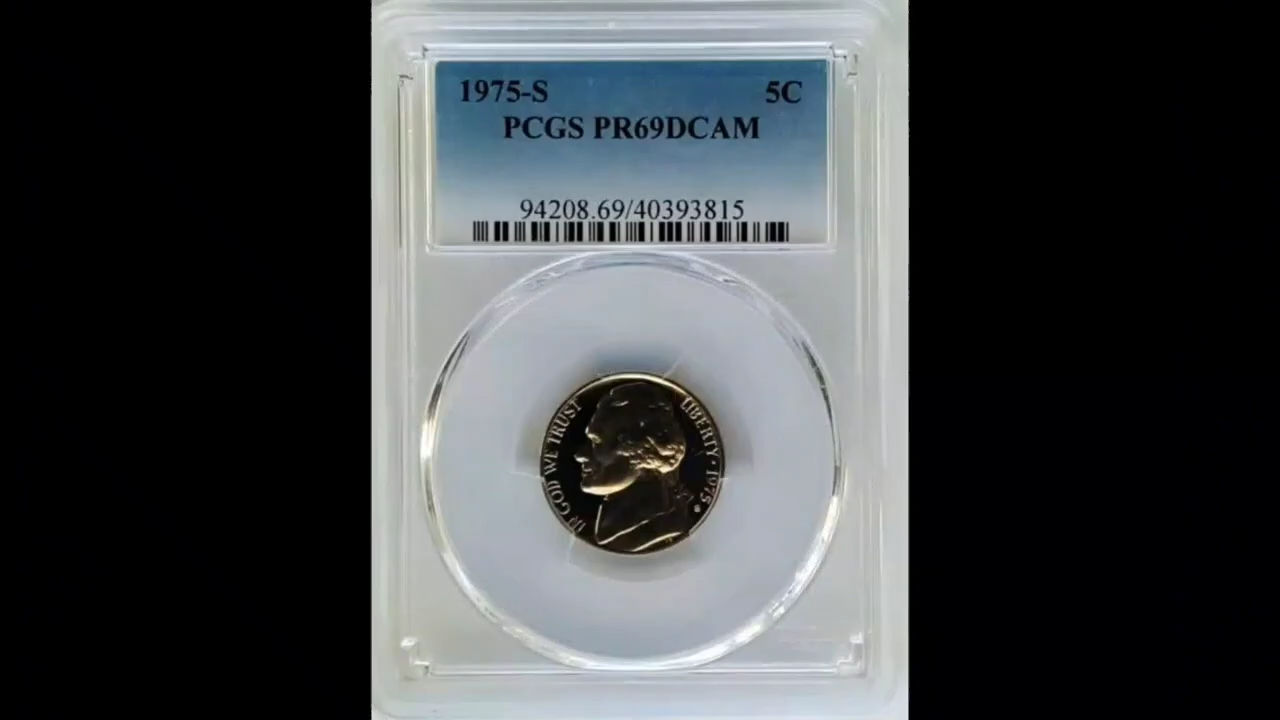 1975-S 5C
PCGS PR69DCAM
94208.69/40393815
IN GOD WE TRUST
LIBERTY · 1975